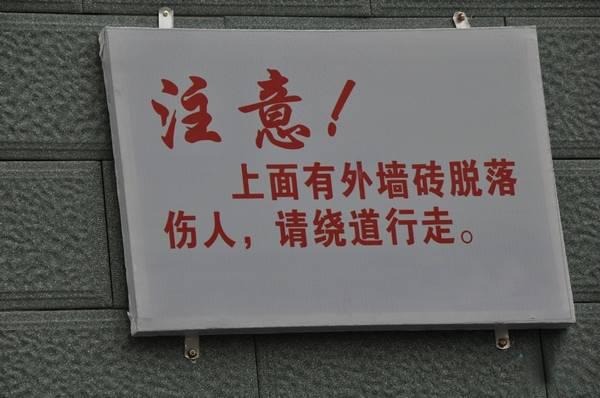 注意！
上面有外墙砖脱落
伤人，请绕道行走。